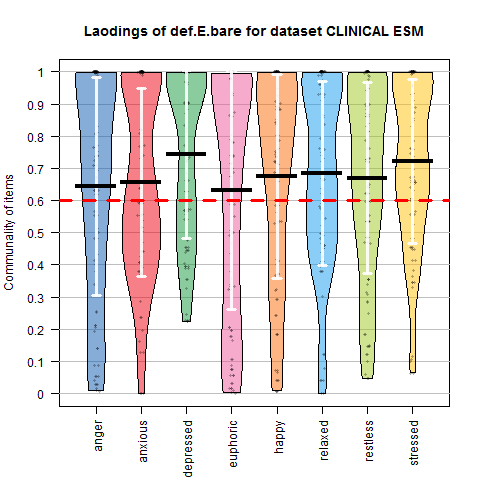 Laodings of def.E.bare for dataset CLINICAL ESM
Communality of items
1
0.9
0.8
0.7
0.6
0.5
0.4
0.3
0.2
0.1
0
anger
anxious
depressed
euphoric
happy
relaxed
restless
stressed